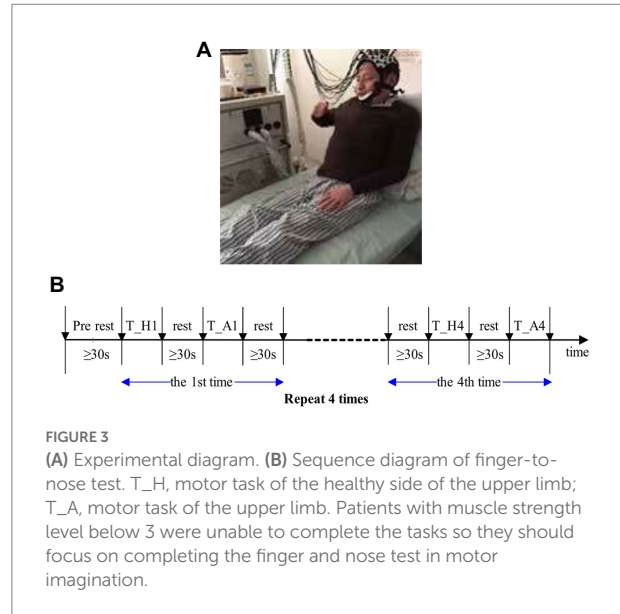 A
B
Pre rest T_H1 rest T_A1 rest rest T_H4 rest T_A4
≥30s ≥30s ≥30s ≥30s ≥30s time
the 1st time the 4th time
Repeat 4 times
FIGURE 3
(A) Experimental diagram. (B) Sequence diagram of finger-to-
nose test. T_H, motor task of the healthy side of the upper limb;
T_A, motor task of the upper limb. Patients with muscle strength
level below 3 were unable to complete the tasks so they should
focus on completing the finger and nose test in motor
imagination.